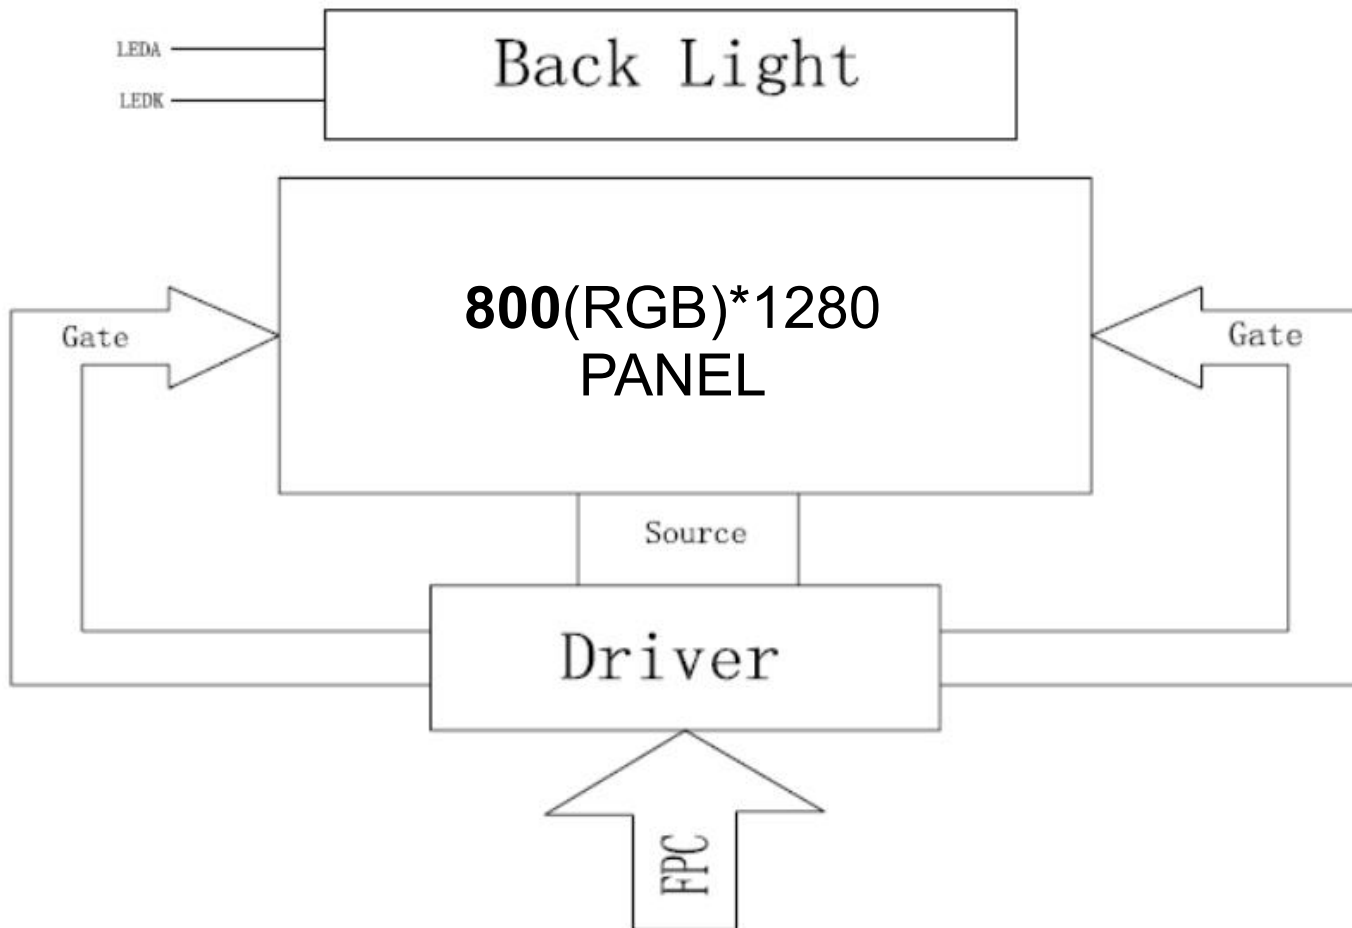 LEDA
LEDK
Back Light
800(RGB)*1280
PANEL
Gate
Gate
Source
Driver
FPC